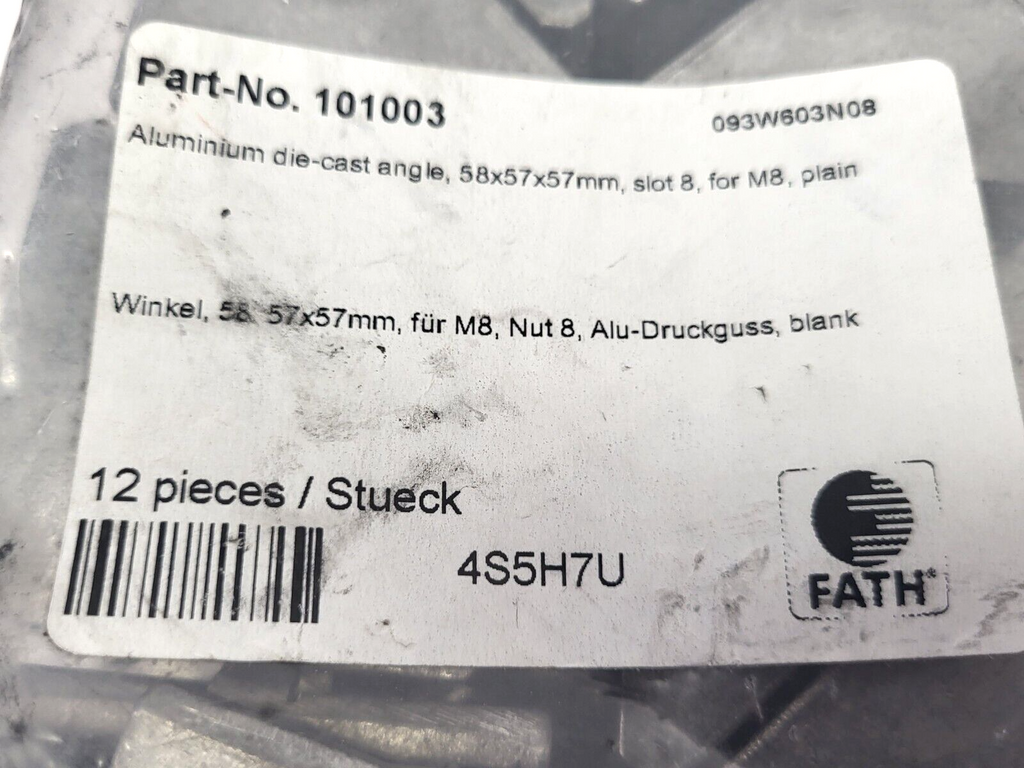 Part-No. 101003
093W603N08
Aluminium die-cast angle, 58x57x57mm, slot 8, for M8, plain
Winkel, 58 57x57mm, für M8, Nut 8, Alu-Druckguss, blank
12 pieces / Stueck
4S5H7U
FATH®